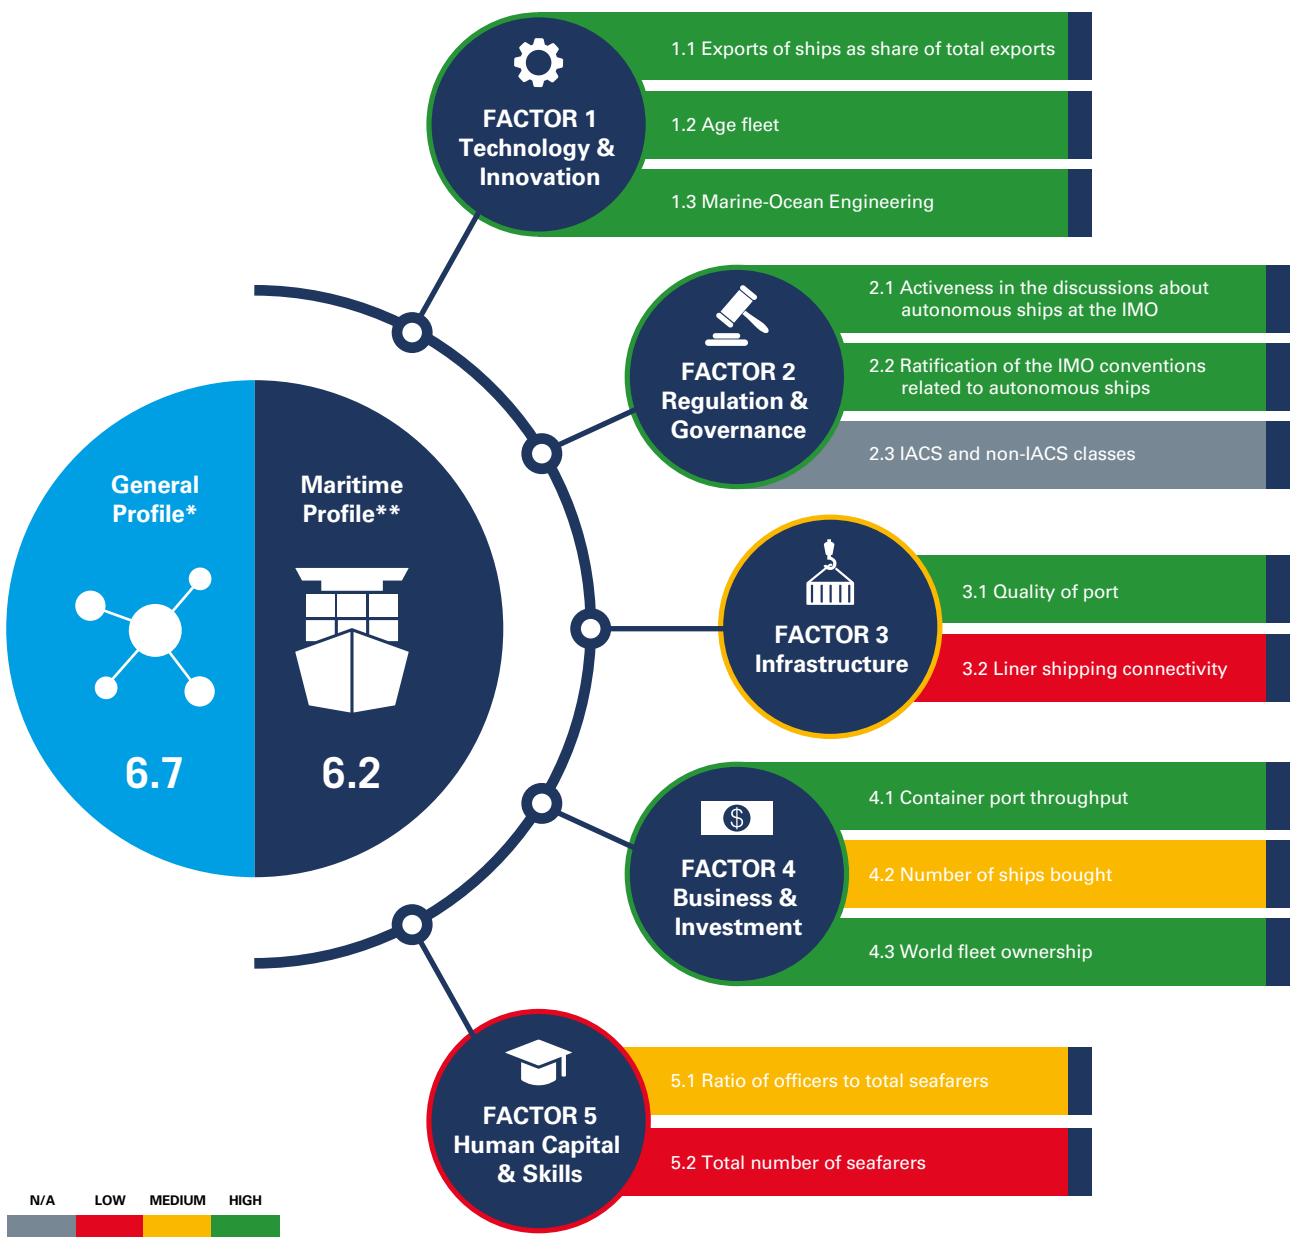 FACTOR 1
Technology &
Innovation
1.1 Exports of ships as share of total exports
1.2 Age fleet
1.3 Marine-Ocean Engineering
FACTOR 2
Regulation &
Governance
2.1 Activeness in the discussions about
autonomous ships at the IMO
2.2 Ratification of the IMO conventions
related to autonomous ships
2.3 IACS and non-IACS classes
General
Profile*
6.7
Maritime
Profile**
6.2
FACTOR 3
Infrastructure
3.1 Quality of port
3.2 Liner shipping connectivity
$
FACTOR 4
Business &
Investment
4.1 Container port throughput
4.2 Number of ships bought
4.3 World fleet ownership
FACTOR 5
Human Capital
& Skills
5.1 Ratio of officers to total seafarers
5.2 Total number of seafarers
N/A LOW MEDIUM HIGH